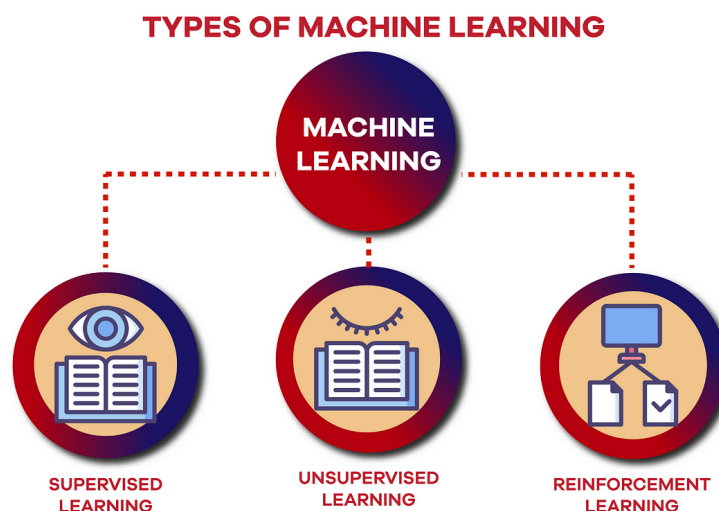 TYPES OF MACHINE LEARNING
MACHINE
LEARNING
SUPERVISED
LEARNING
UNSUPERVISED
LEARNING
REINFORCEMENT
LEARNING